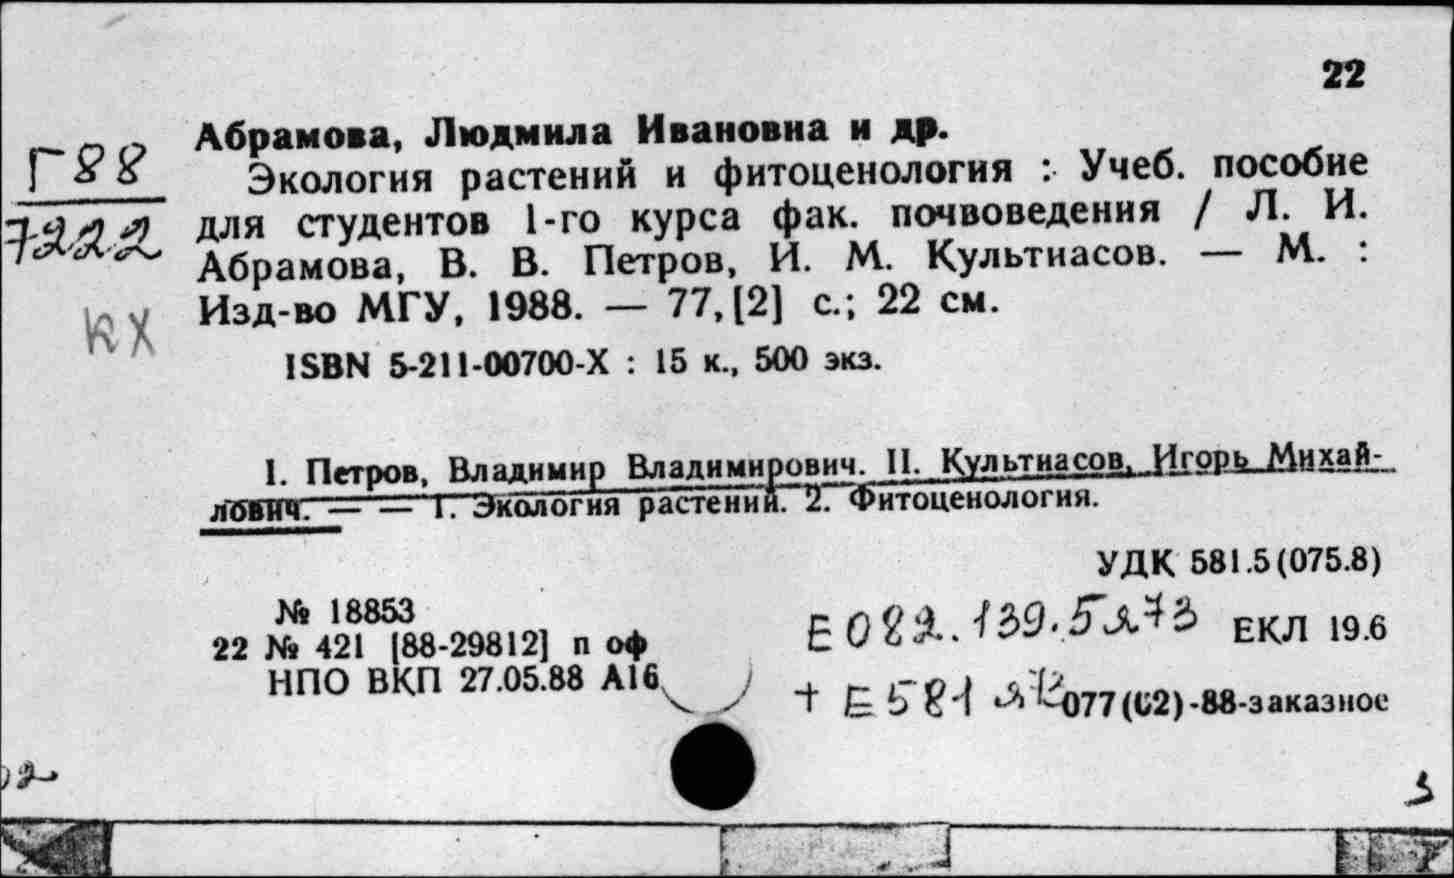 22
Абрамова, Людмила Ивановна и др.
Г88
Экология растений и фитоценология : Учеб. пособие
7222
для студентов 1-го курса фак. почвоведения / Л. И.
Абрамова, В. В. Петров, И. М. Культиасов. — М. :
Изд-во МГУ, 1988. — 77, [2] с.; 22 см.
КХ
ISBN 5-211-00700-X : 15 к., 500 экз.
I. Петров, Владимир Владимирович. II. Культиасов, Игорь Михай-
лович. — — 1. Экология растений. 2. Фитоценология.
УДК 581.5(075.8)
№ 18853
Е082.139.5я73 ЕКЛ 19.6
22 № 421 [88-29812] п оф
НПО ВКП 27.05.88 А16
+ Е581 077(02)-88-заказное
3